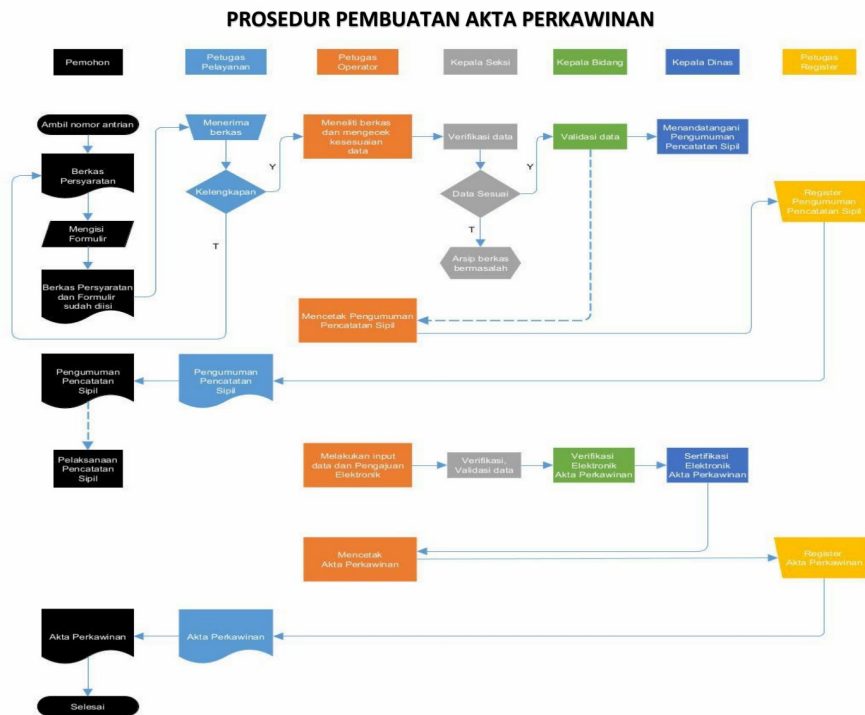 PROSEDUR PEMBUATAN AKTA PERKAWINAN
Pemohon
Petugas
Pelayanan
Petugas
Operator
Kepala Seksi
Kepala Bidang
Kepala Dinas
Petugas
Register
Ambil nomor antrian
Menerima
berkas
Meneliti berkas
dan mengecek
kesesuaian
data
Verifikasi data
Validasi data
Menandatangani
Pengumuman
Pencatatan Sipil
Berkas
Persyaratan
Kelengkapan
Y
T
Data Sesuai
Y
T
Register
Pengumuman
Pencatatan Sipil
Mengisi
Formulir
Arsip berkas
bermasalah
Berkas Persyaratan
dan Formulir
sudah diisi
Mencetak Pengumuman
Pencatatan Sipil
Pengumuman
Pencatatan
Sipil
Pengumuman
Pencatatan
Sipil
Pelaksanaan
Pencatatan
Sipil
Melakukan input
data dan Pengajuan
Elektronik
Verifikasi,
Validasi data
Verifikasi
Elektronik
Akta Perkawinan
Sertifikasi
Elektronik
Akta Perkawinan
Mencetak
Akta Perkawinan
Register
Akta Perkawinan
Akta Perkawinan
Akta Perkawinan
Selesai